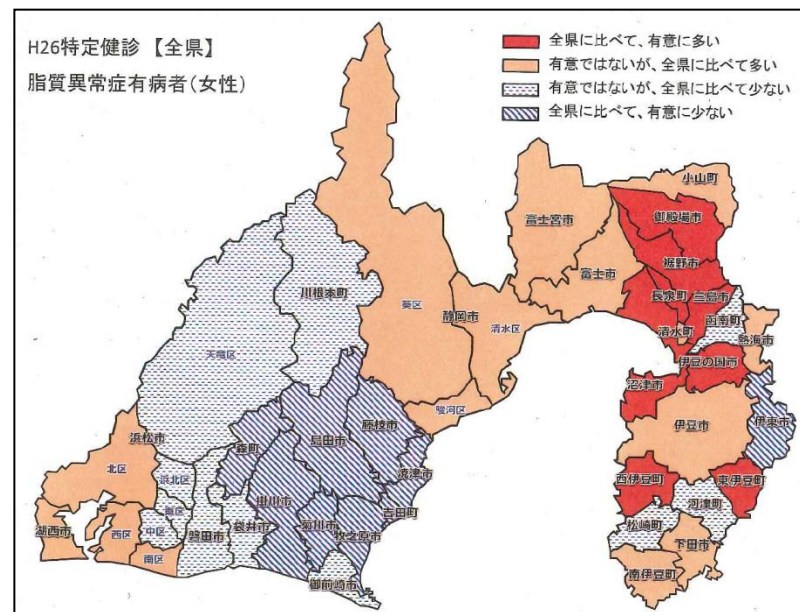 H26特定健診 【全県】
脂質異常症有病者(女性)
全県に比べて、有意に多い
有意ではないが、全県に比べて多い
有意ではないが、全県に比べて少ない
全県に比べて、有意に少ない
小山町
御殿場市
富士宮市
裾野市
富士市
長泉町
三島市
川根本町
葵区
静岡市
清水区
清水町
函南町
熱海市
天竜区
伊豆の国市
沼津市
駿河区
伊東市
藤枝市
島田市
伊豆市
森町
浜松市
北区
焼津市
浜北区
西伊豆町
東伊豆町
掛川市
吉田町
河津町
東区
袋井市
磐田市
中区
菊川市
牧之原市
松崎町
湖西市
西区
南区
下田市
御前崎市
南伊豆町